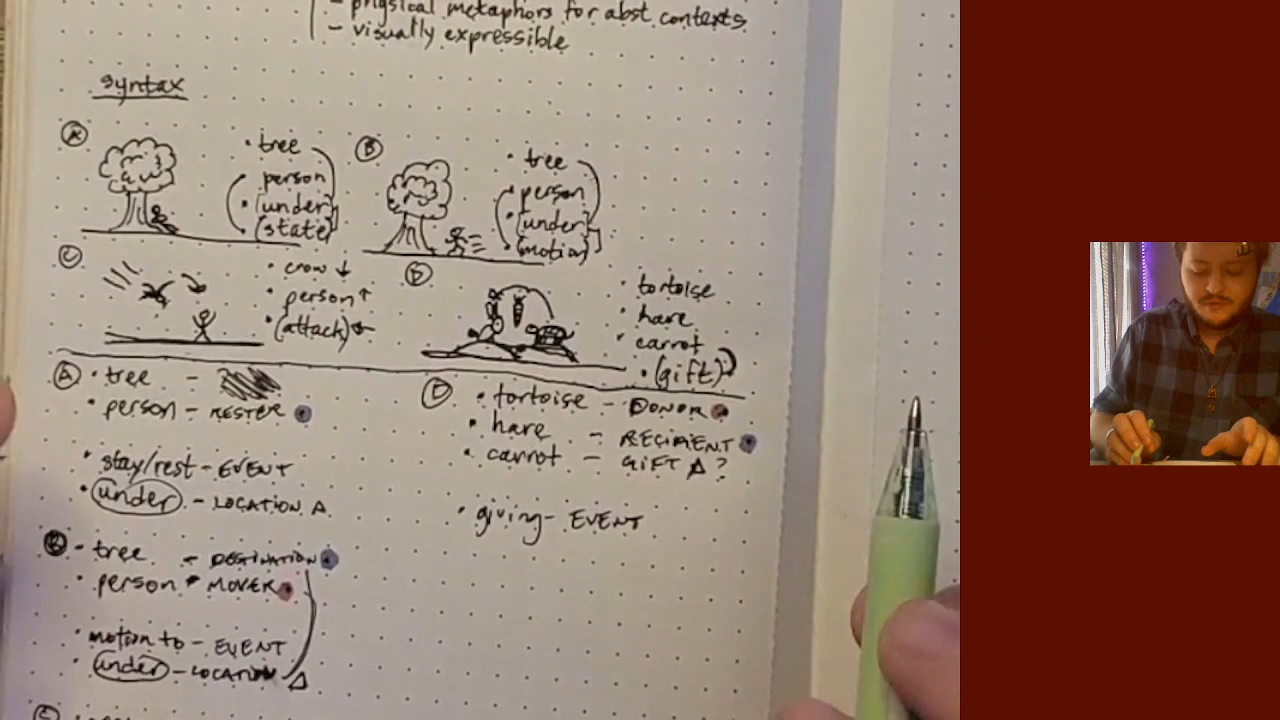 - physical metaphors for abst contexts
- visually expressible
syntax
A
• tree
person
• (under)
(state)
B
• tree
• person
• (under)
• (motion)
C
• crow ↓
• person ↑
• (attack)
D
• tortoise
• hare
• carrot
• (gift)
A • tree -
• person - RESTER
• stay/rest - EVENT
• under - LOCATION Δ
B - tree - DESTINATION
• person - MOVER
• motion to - EVENT
• under - LOCATION Δ
D • tortoise - DONOR
• hare - RECIPIENT
• carrot - GIFT Δ ?
• giving - EVENT
C